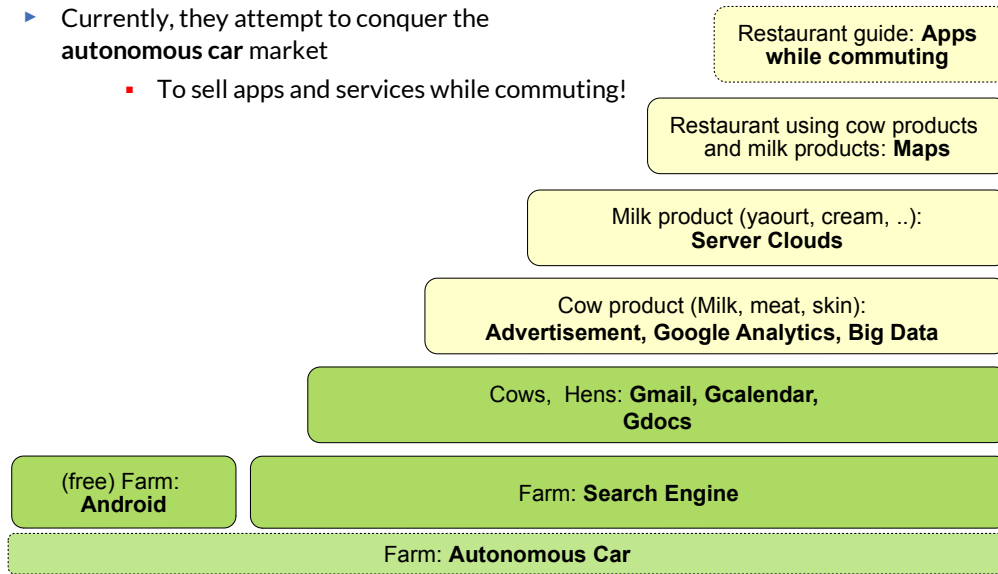 Currently, they attempt to conquer the
autonomous car market
To sell apps and services while commuting!
Restaurant guide: Apps
while commuting
Restaurant using cow products
and milk products: Maps
Milk product (yaourt, cream, ..):
Server Clouds
Cow product (Milk, meat, skin):
Advertisement, Google Analytics, Big Data
Cows, Hens: Gmail, Gcalendar,
Gdocs
(free) Farm:
Android
Farm: Search Engine
Farm: Autonomous Car